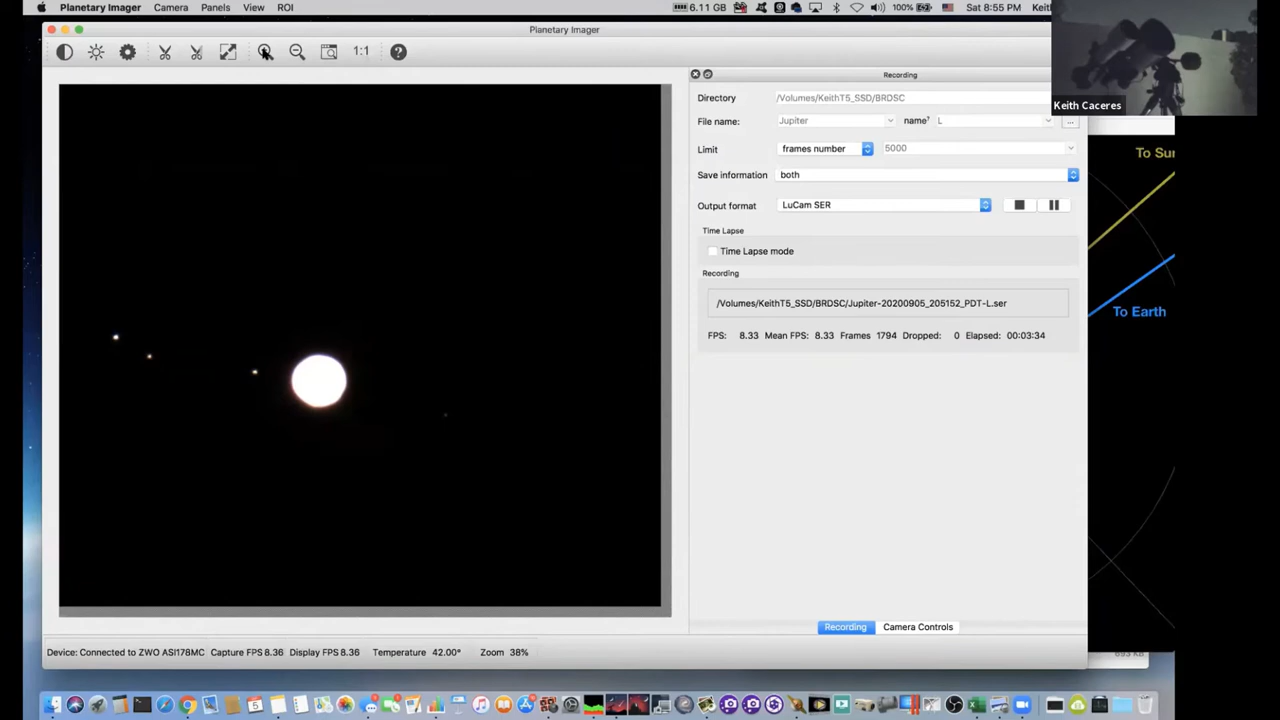 Planetary Imager Camera Panels View ROI 6.11 GB 100% Sat 8:55 PM Keith
Planetary Imager
1:1
Recording
Directory /Volumes/KeithT5_SSD/BRDSC
Keith Caceres
File name: Jupiter name² L ...
Limit frames number 5000
To Sun
Save information both
Output format LuCam SER
Time Lapse
Time Lapse mode
Recording
/Volumes/KeithT5_SSD/BRDSC/Jupiter-20200905_205152_PDT-L.ser
To Earth
FPS: 8.33 Mean FPS: 8.33 Frames 1794 Dropped: 0 Elapsed: 00:03:34
Recording Camera Controls
Device: Connected to ZWO ASI178MC Capture FPS 8.36 Display FPS 8.36 Temperature 42.00° Zoom 38%
693 KB